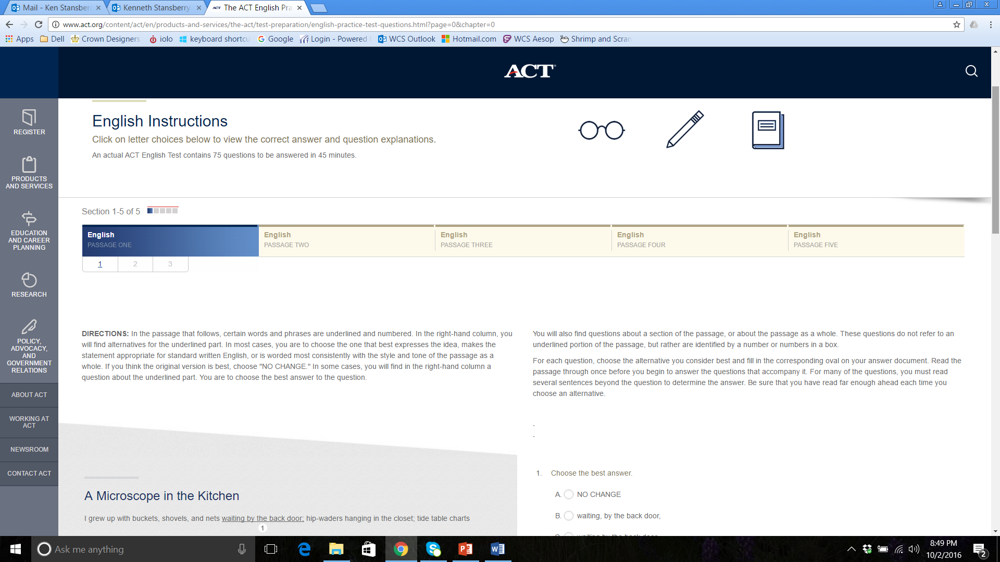 Mail - Ken Stansber
Kenneth Stansberry
ACT The ACT English Pra
www.act.org/content/act/en/products-and-services/the-act/test-preparation/english-practice-test-questions.html?page=0&chapter=0
Apps Dell Crown Designers iolo keyboard shortcu Google Login - Powered WCS Outlook Hotmail.com WCS Aesop Shrimp and Scran
ACT
REGISTER
PRODUCTS
AND SERVICES
EDUCATION
AND CAREER
PLANNING
RESEARCH
POLICY,
ADVOCACY,
AND
GOVERNMENT
RELATIONS
ABOUT ACT
WORKING AT
ACT
NEWSROOM
CONTACT ACT
English Instructions
Click on letter choices below to view the correct answer and question explanations.
An actual ACT English Test contains 75 questions to be answered in 45 minutes.
Section 1-5 of 5
English
PASSAGE ONE
English
PASSAGE TWO
English
PASSAGE THREE
English
PASSAGE FOUR
English
PASSAGE FIVE
1 2 3
DIRECTIONS: In the passage that follows, certain words and phrases are underlined and numbered. In the right-hand column, you
will find alternatives for the underlined part. In most cases, you are to choose the one that best expresses the idea, makes the
statement appropriate for standard written English, or is worded most consistently with the style and tone of the passage as a
whole. If you think the original version is best, choose "NO CHANGE." In some cases, you will find in the right-hand column a
question about the underlined part. You are to choose the best answer to the question.
You will also find questions about a section of the passage, or about the passage as a whole. These questions do not refer to an
underlined portion of the passage, but rather are identified by a number or numbers in a box.
For each question, choose the alternative you consider best and fill in the corresponding oval on your answer document. Read the
passage through once before you begin to answer the questions that accompany it. For many of the questions, you must read
several sentences beyond the question to determine the answer. Be sure that you have read far enough ahead each time you
choose an alternative.
`
`
A Microscope in the Kitchen
I grew up with buckets, shovels, and nets waiting by the back door; hip-waders hanging in the closet; tide table charts
1
1. Choose the best answer.
A. NO CHANGE
B. waiting, by the back door,
C. waiting by the back door
Ask me anything
8:49 PM
10/2/2016
2